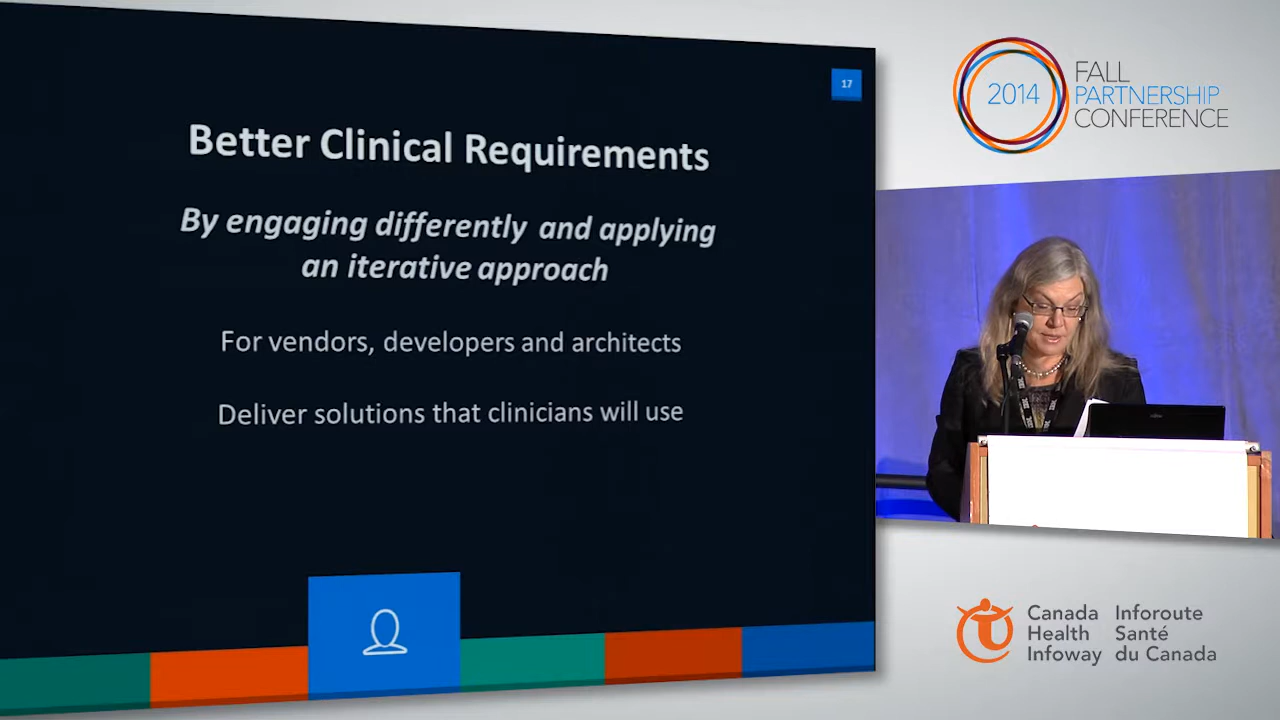 17
Better Clinical Requirements
By engaging differently and applying
an iterative approach
For vendors, developers and architects
Deliver solutions that clinicians will use
2014
FALL
PARTNERSHIP
CONFERENCE
Canada
Health
Infoway
Inforoute
Santé
du Canada